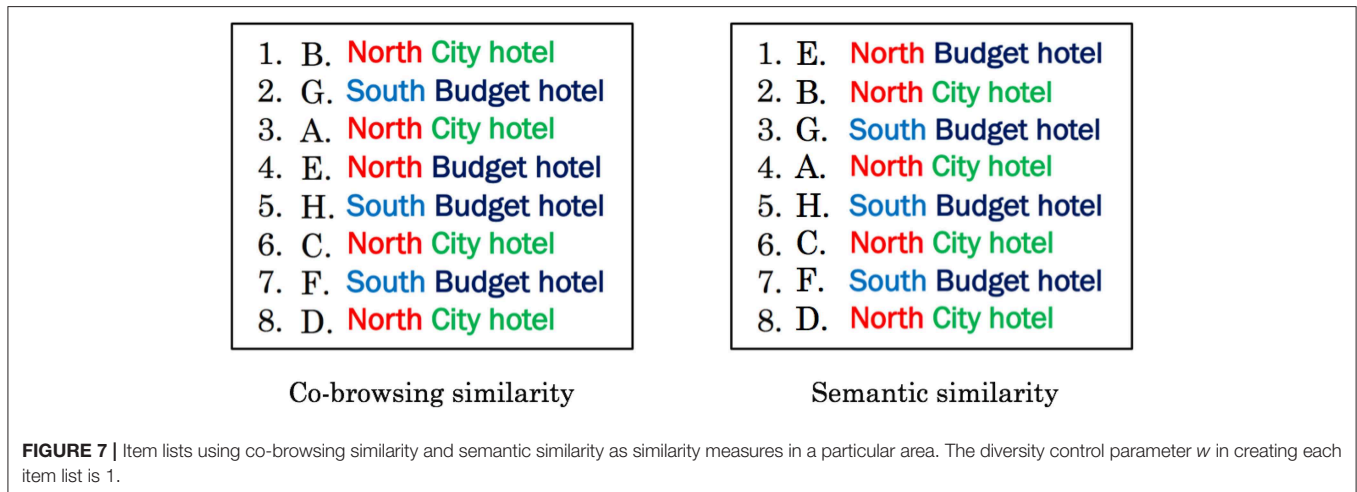 1. B. North City hotel
2. G. South Budget hotel
3. A. North City hotel
4. E. North Budget hotel
5. H. South Budget hotel
6. C. North City hotel
7. F. South Budget hotel
8. D. North City hotel
Co-browsing similarity
1. E. North Budget hotel
2. B. North City hotel
3. G. South Budget hotel
4. A. North City hotel
5. H. South Budget hotel
6. C. North City hotel
7. F. South Budget hotel
8. D. North City hotel
Semantic similarity
FIGURE 7 | Item lists using co-browsing similarity and semantic similarity as similarity measures in a particular area. The diversity control parameter w in creating each
item list is 1.